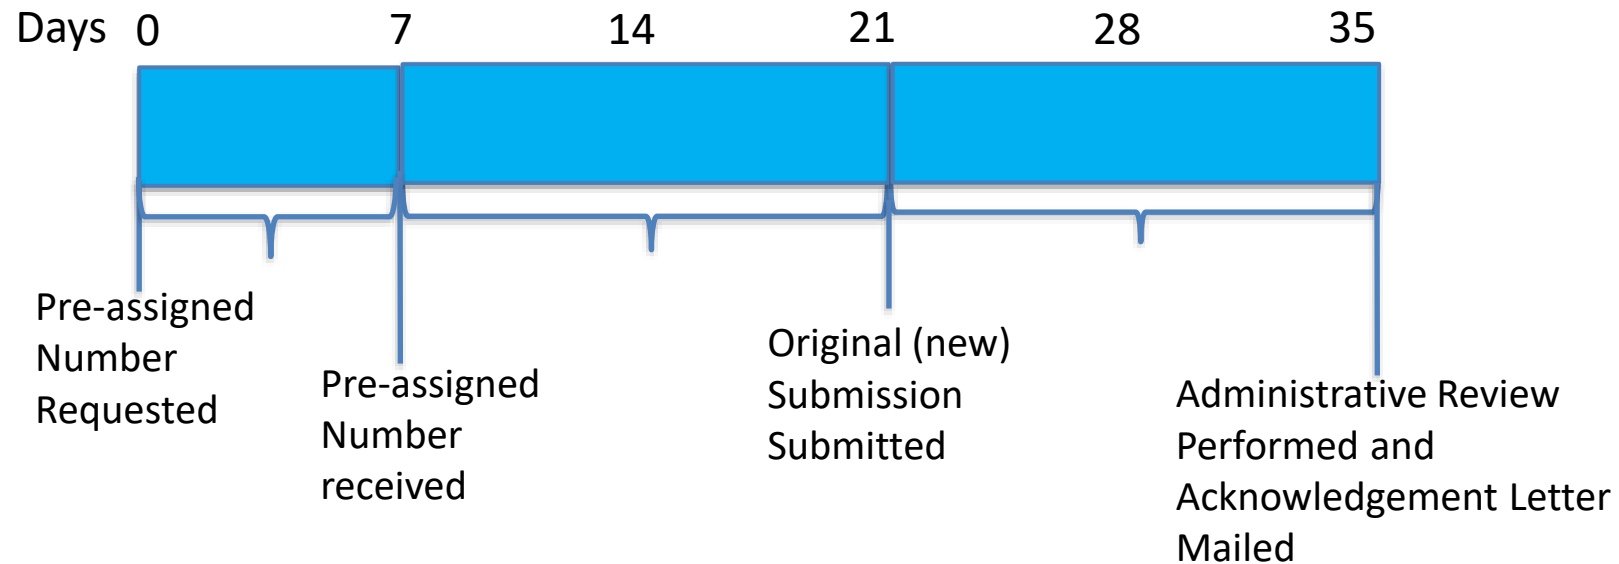 Days 0 7 14 21 28 35
Pre-assigned
Number
Requested
Pre-assigned
Number
received
Original (new)
Submission
Submitted
Administrative Review
Performed and
Acknowledgement Letter
Mailed